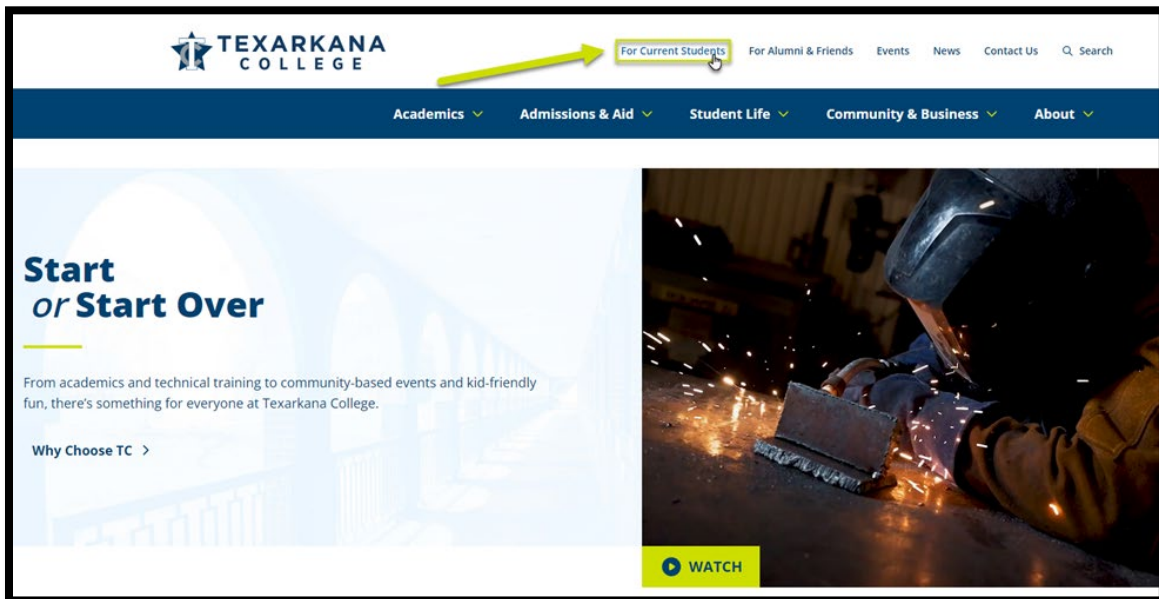 TEXARKANA
COLLEGE
For Current Students For Alumni & Friends Events News Contact Us Search
Academics Admissions & Aid Student Life Community & Business About
Start
or Start Over
From academics and technical training to community-based events and kid-friendly
fun, there's something for everyone at Texarkana College.
Why Choose TC >
WATCH